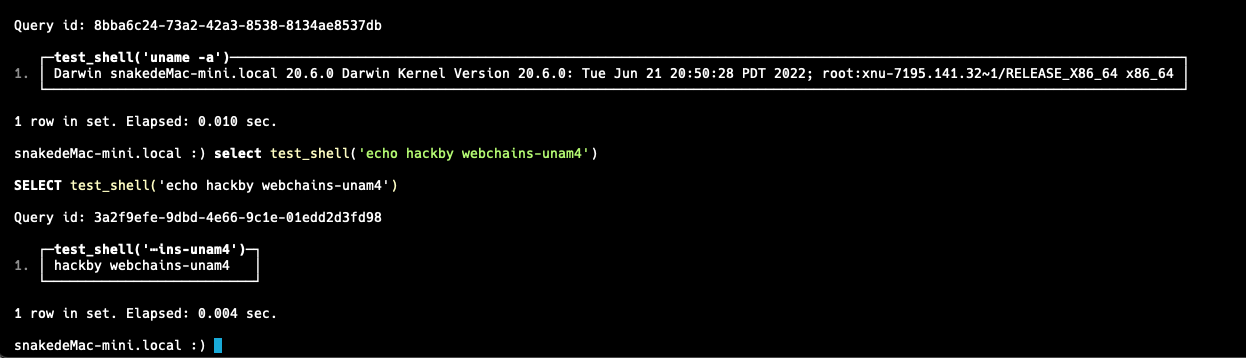 Query id: 8bba6c24-73a2-42a3-8538-8134ae8537db
test_shell('uname -a')
1. Darwin snakedeMac-mini.local 20.6.0 Darwin Kernel Version 20.6.0: Tue Jun 21 20:50:28 PDT 2022; root:xnu-7195.141.32~1/RELEASE_X86_64 x86_64
1 row in set. Elapsed: 0.010 sec.
snakedeMac-mini.local :) select test_shell('echo hackby webchains-unam4')
SELECT test_shell('echo hackby webchains-unam4')
Query id: 3a2f9efe-9dbd-4e66-9c1e-01edd2d3fd98
test_shell('⋯ins-unam4')
1. hackby webchains-unam4
1 row in set. Elapsed: 0.004 sec.
snakedeMac-mini.local :)